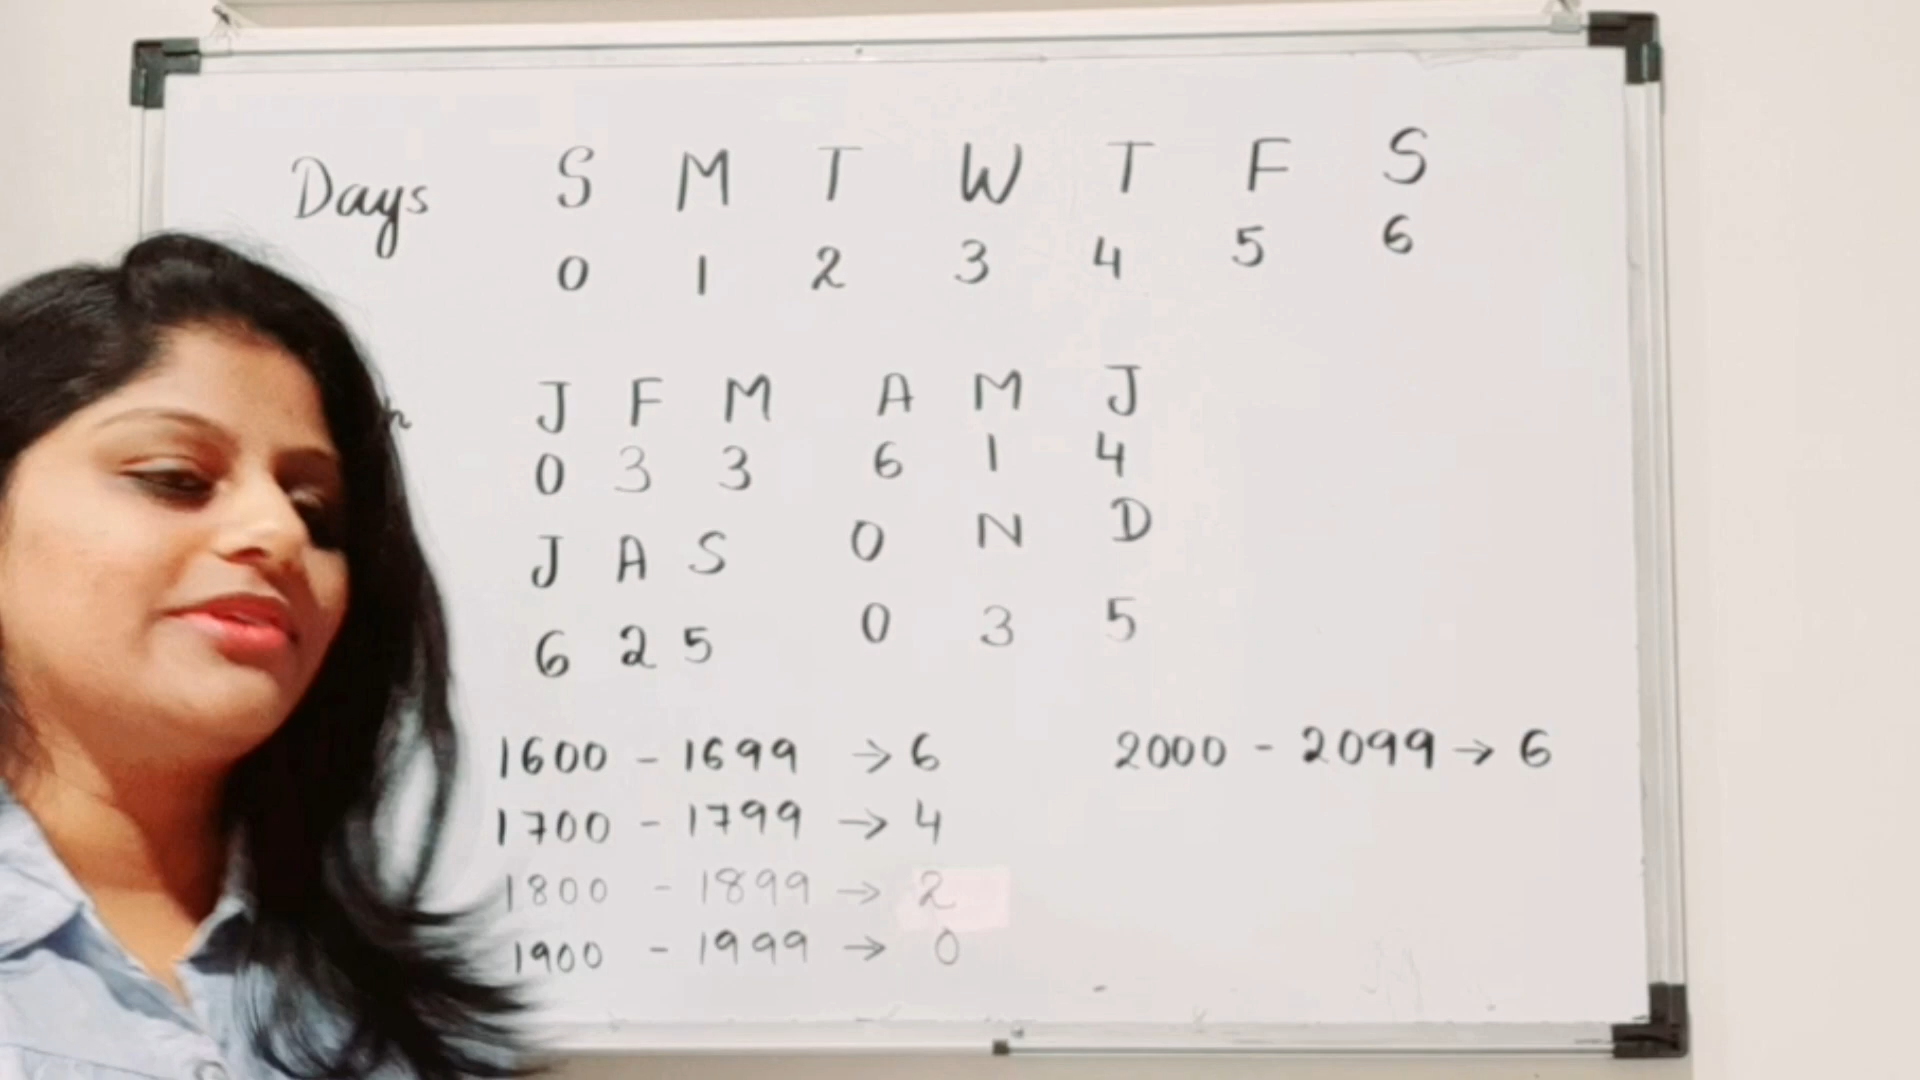 Days S M T W T F S
0 1 2 3 4 5 6
J F M A M J
0 3 3 6 1 4
J A S O N D
6 2 5 0 3 5
1600 - 1699 → 6 2000 - 2099 → 6
1700 - 1799 → 4
1800 - 1899 → 2
1900 - 1999 → 0